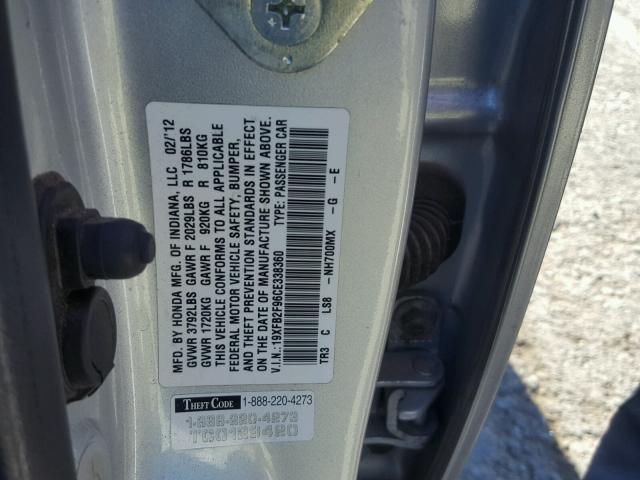 MFD. BY HONDA MFG. OF INDIANA, LLC 02/'12
GVWR 3792LBS GAWR F 2029LBS R 1786LBS
GVWR 1720KG GAWR F 920KG R 810KG
THIS VEHICLE CONFORMS TO ALL APPLICABLE
FEDERAL MOTOR VEHICLE SAFETY, BUMPER,
AND THEFT PREVENTION STANDARDS IN EFFECT
ON THE DATE OF MANUFACTURE SHOWN ABOVE.
V.I.N.:19XFB2F96CE338360 TYPE: PASSENGER CAR
TR3 C LS8 -NH700MX -G -E
THEFT CODE 1-888-220-4273